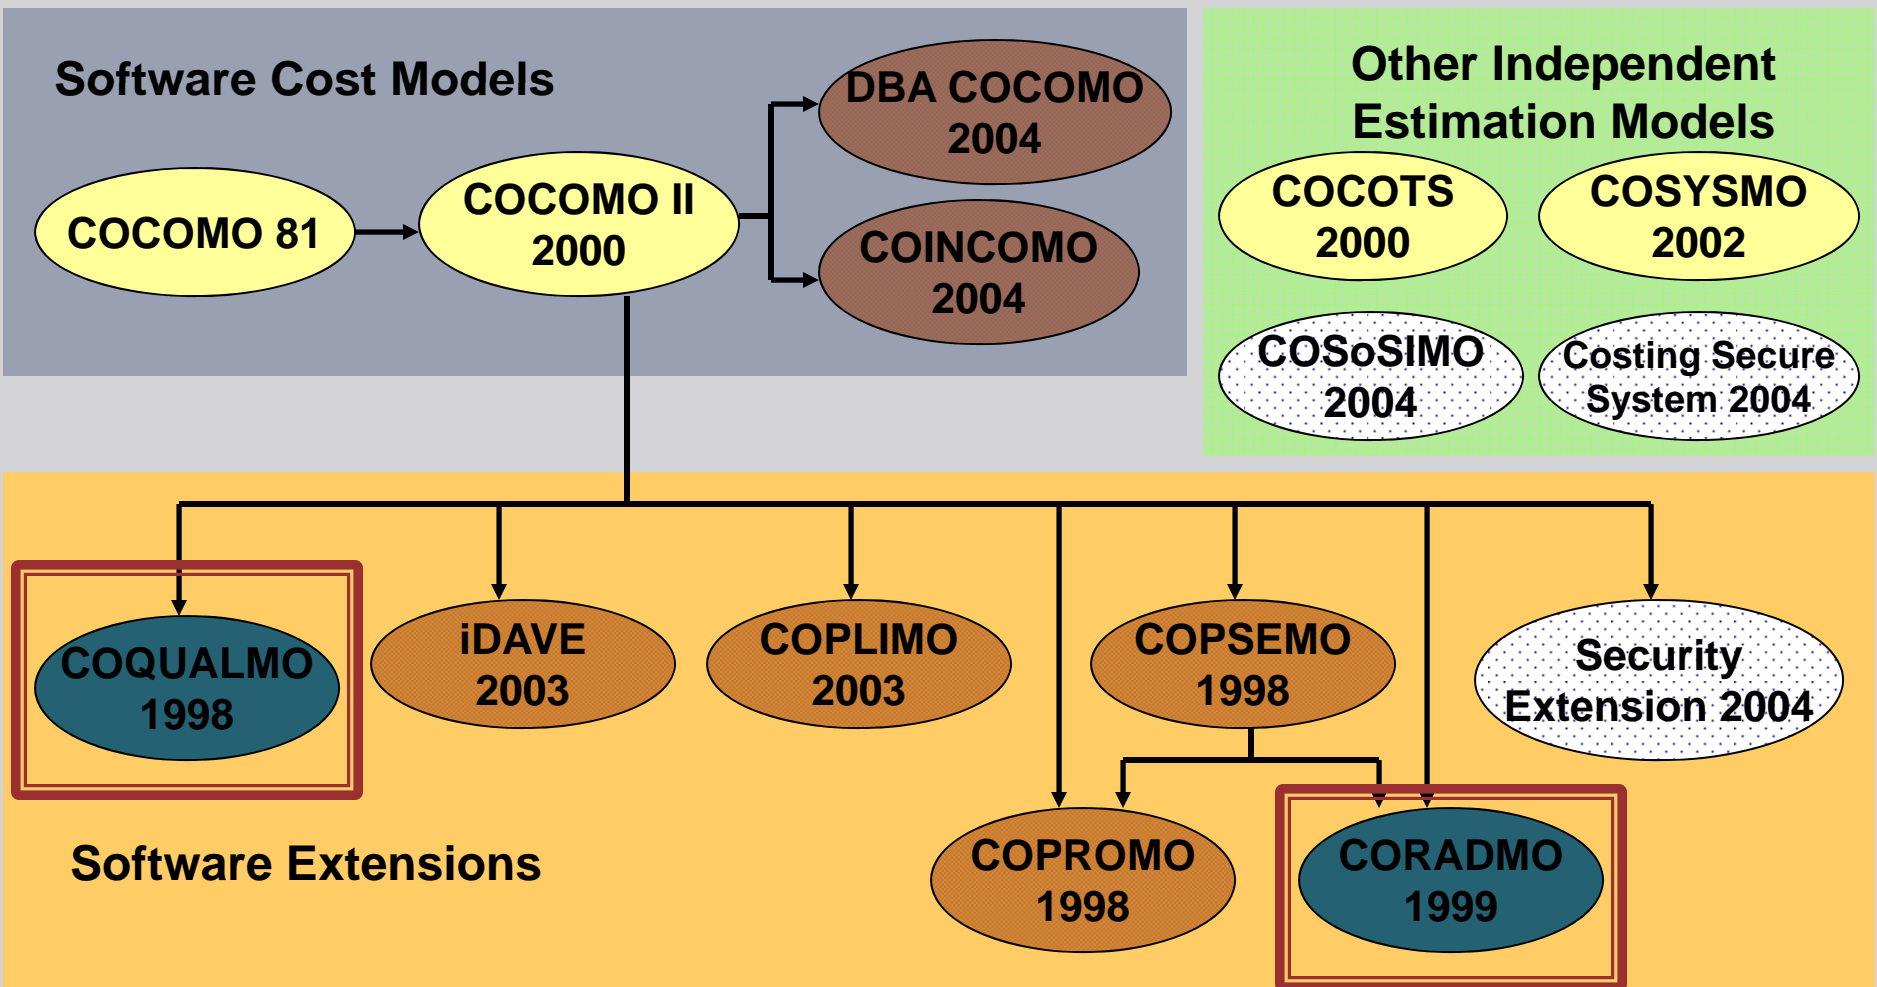 Software Cost Models
COCOMO 81
COCOMO II
2000
DBA COCOMO
2004
COINCOMO
2004
Other Independent
Estimation Models
COCOTS
2000
COSYSMO
2002
COSoSIMO
2004
Costing Secure
System 2004
COQUALMO
1998
iDAVE
2003
COPLIMO
2003
COPSEMO
1998
Security
Extension 2004
Software Extensions
COPROMO
1998
CORADMO
1999